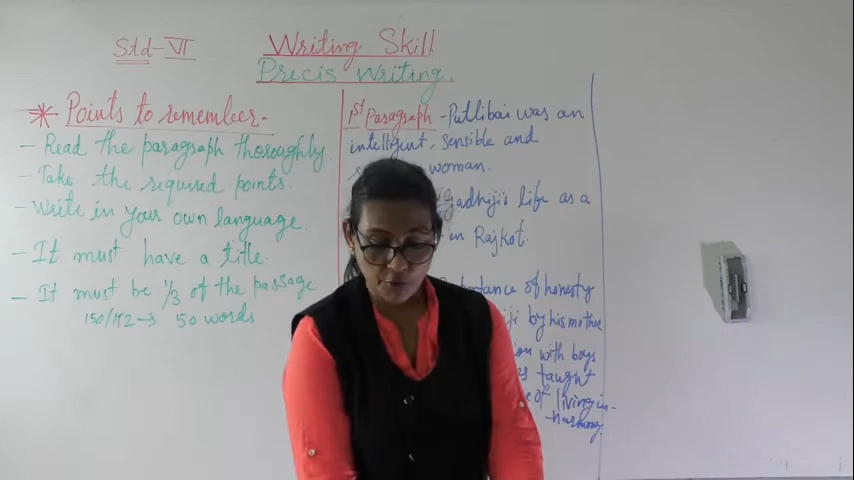 Std-VI
Writing Skill
Precis Writing.
Points to remember-
- Read the paragraph thoroughly.
- Take the required points.
- Write in your own language.
- It must have a title.
- It must be 1/3 of the passage
150/172 → 50 words
1st Paragraph - Putlibai was an
intelligent, sensible and
woman.
Gadhiji's life as a
in Rajkot.
of honesty
by his mother
with boys
taught
of living in-
-harmony.